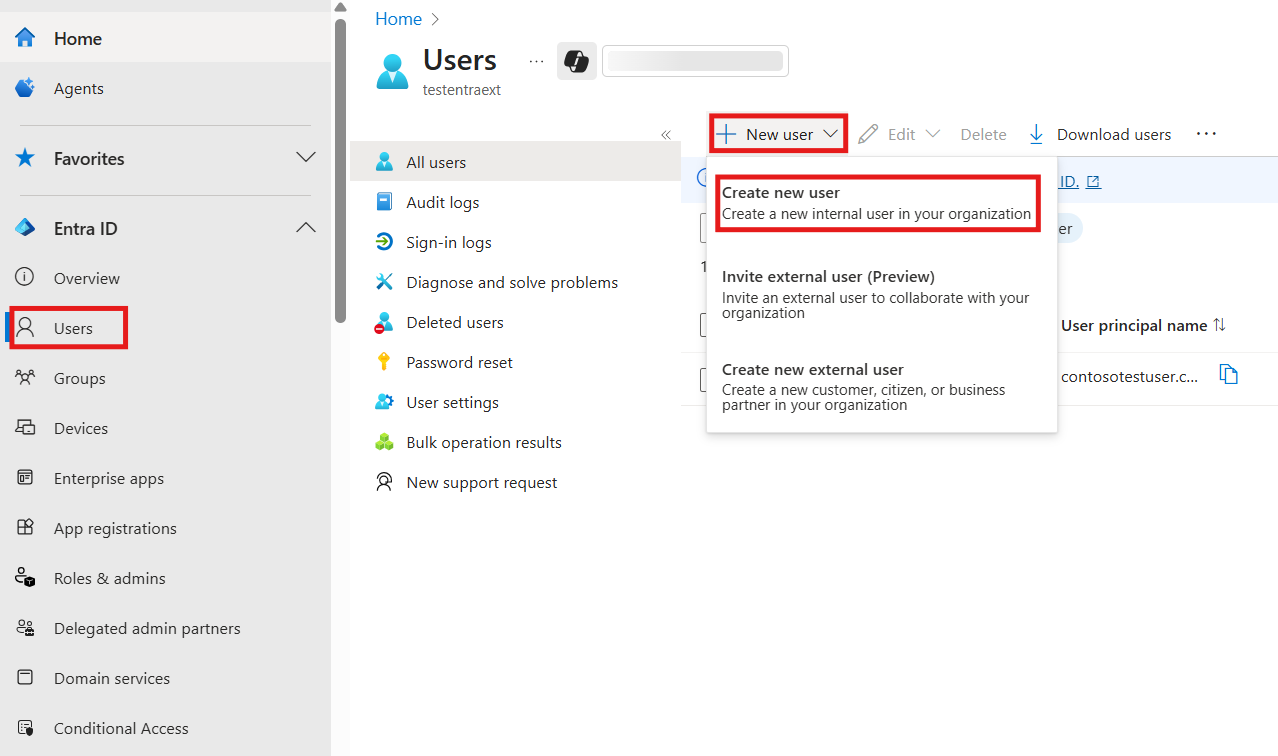 Home
Agents
Favorites
Entra ID
Overview
Users
Groups
Devices
Enterprise apps
App registrations
Roles & admins
Delegated admin partners
Domain services
Conditional Access
Home
Users
...
testentraext
All users
Audit logs
Sign-in logs
Diagnose and solve problems
Deleted users
Password reset
User settings
Bulk operation results
New support request
New user
Edit
Delete
Download users
...
ID.
Create new user
Create a new internal user in your organization
Invite external user (Preview)
Invite an external user to collaborate with your
organization
Create new external user
Create a new customer, citizen, or business
partner in your organization
er
1
User principal name
contosotestuser.c...